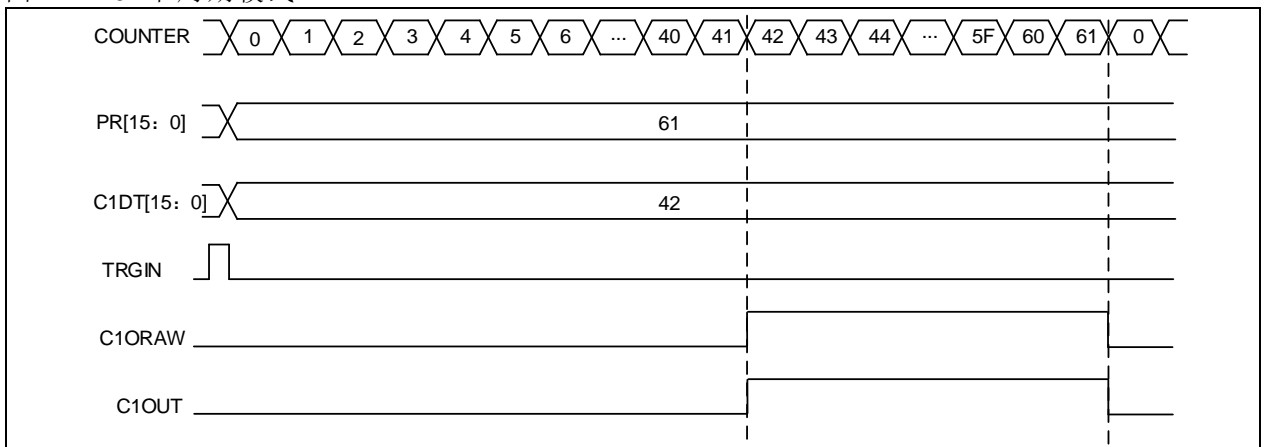 COUNTER 0 1 2 3 4 5 6 ... 40 41 42 43 44 ... 5F 60 61 0
PR[15：0] 61
C1DT[15：0] 42
TRGIN
C1ORAW
C1OUT